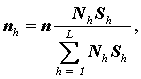 n_h = n \frac{N_h S_h}{\sum_{h=1}^{L} N_h S_h},